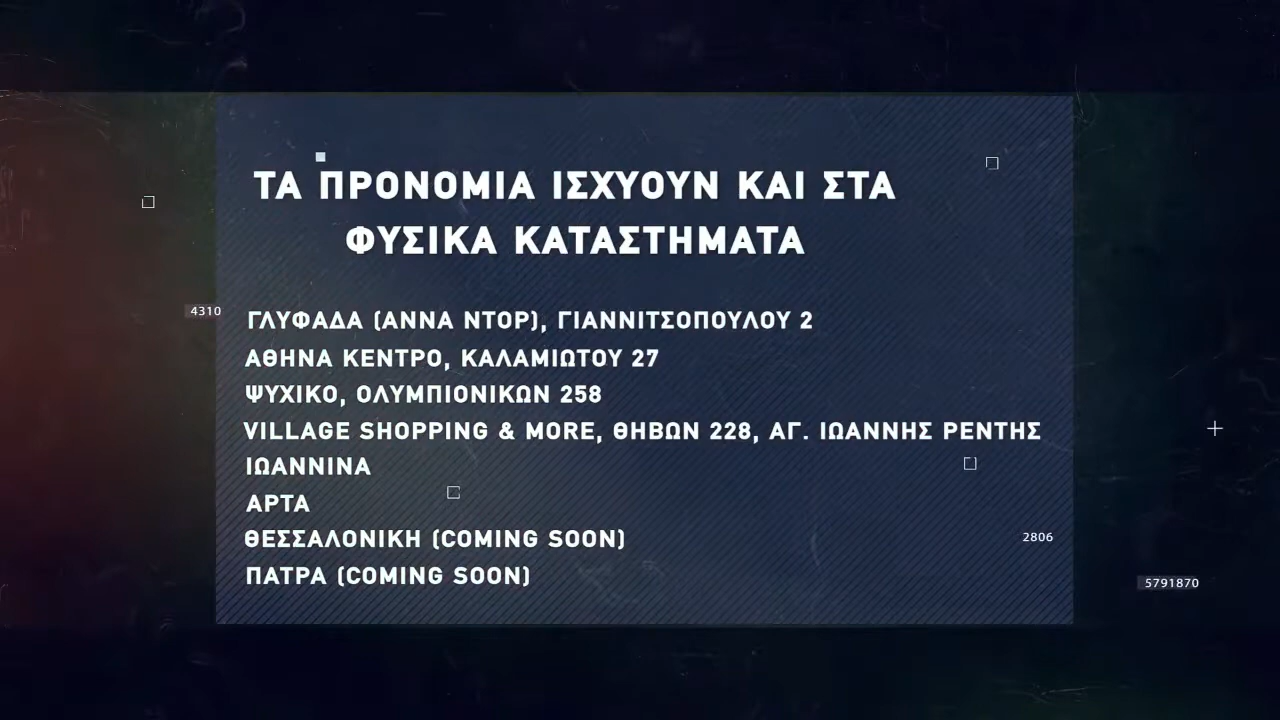 ΤΑ ΠΡΟΝΟΜΙΑ ΙΣΧΥΟΥΝ ΚΑΙ ΣΤΑ
ΦΥΣΙΚΑ ΚΑΤΑΣΤΗΜΑΤΑ
4310
ΓΛΥΦΑΔΑ (ΑΝΝΑ ΝΤΟΡ), ΓΙΑΝΝΙΤΣΟΠΟΥΛΟΥ 2
ΑΘΗΝΑ ΚΕΝΤΡΟ, ΚΑΛΑΜΙΩΤΟΥ 27
ΨΥΧΙΚΟ, ΟΛΥΜΠΙΟΝΙΚΩΝ 258
VILLAGE SHOPPING & MORE, ΘΗΒΩΝ 228, ΑΓ. ΙΩΑΝΝΗΣ ΡΕΝΤΗΣ
ΙΩΑΝΝΙΝΑ
ΑΡΤΑ
ΘΕΣΣΑΛΟΝΙΚΗ (COMING SOON)
2806
ΠΑΤΡΑ (COMING SOON)
5791870